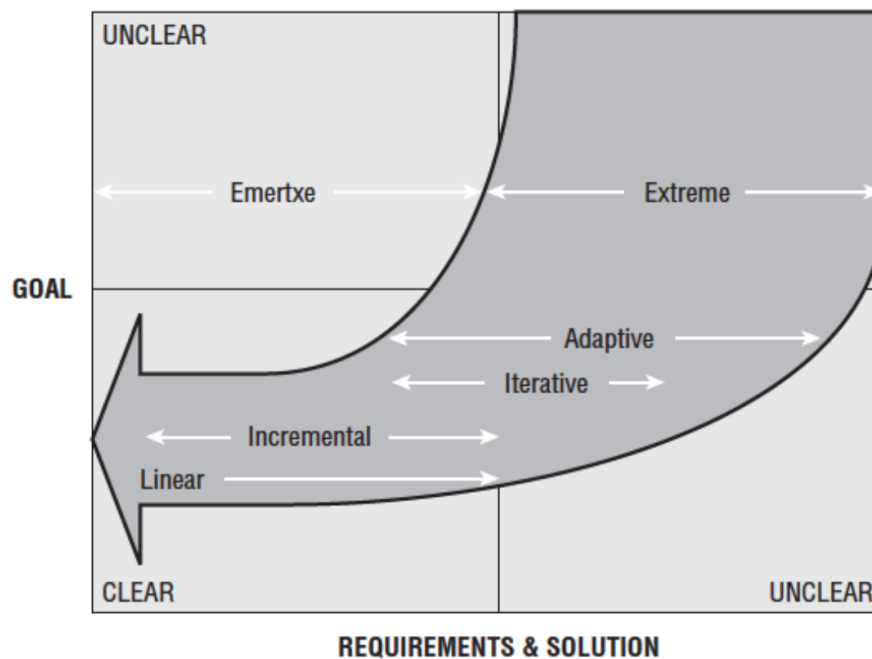 UNCLEAR
Emertxe
Extreme
GOAL
Adaptive
Iterative
Incremental
Linear
CLEAR
UNCLEAR
REQUIREMENTS & SOLUTION